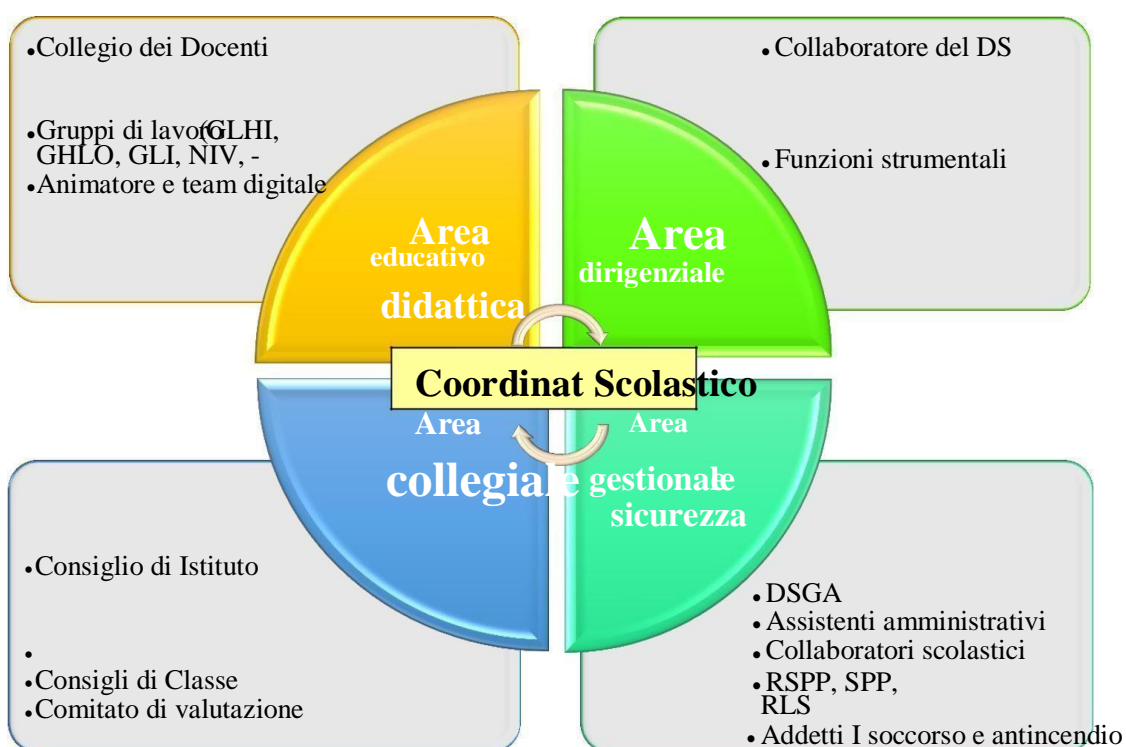 •Collegio dei Docenti
•Gruppi di lavoro (GLHI,
GHLO, GLI, NIV, -
•Animatore e team digitale
•Collaboratore del DS
•Funzioni strumentali
Area
educativo
didattica
Area
dirigenziale
Coordinat Scolastico
Area
collegiale
Area
gestionale e
sicurezza
•Consiglio di Istituto
•
•Consigli di Classe
•Comitato di valutazione
•DSGA
•Assistenti amministrativi
•Collaboratori scolastici
•RSPP, SPP,
RLS
•Addetti I soccorso e antincendio